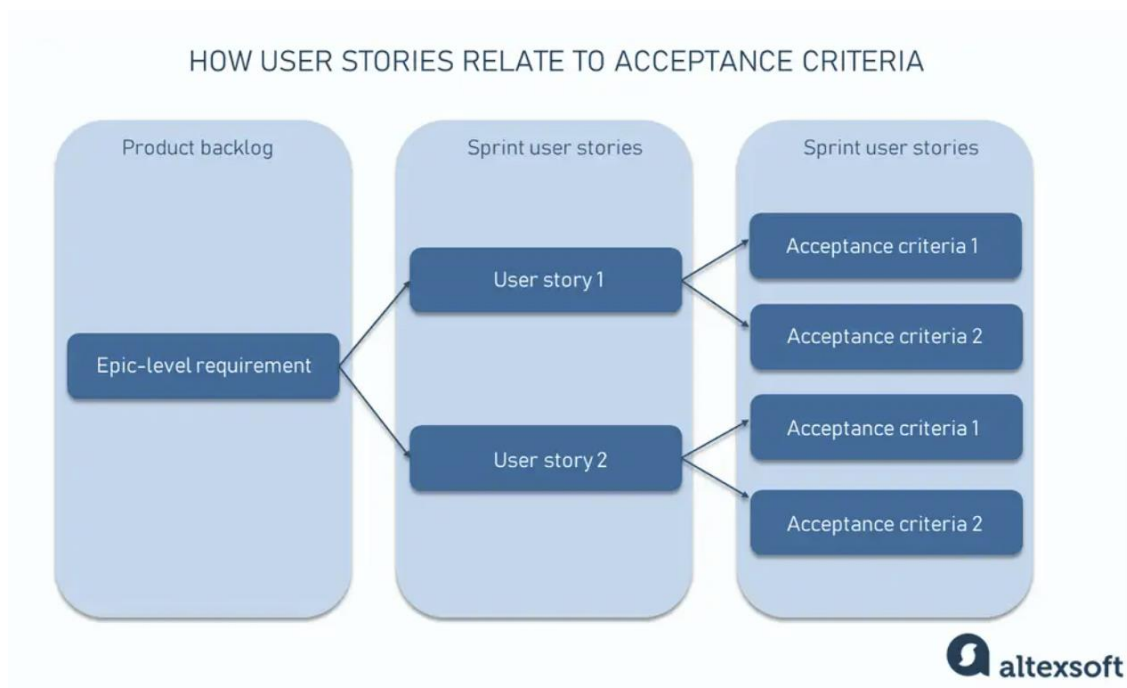 HOW USER STORIES RELATE TO ACCEPTANCE CRITERIA
Product backlog
Epic-level requirement
Sprint user stories
User story 1
User story 2
Sprint user stories
Acceptance criteria 1
Acceptance criteria 2
Acceptance criteria 1
Acceptance criteria 2
altexsoft